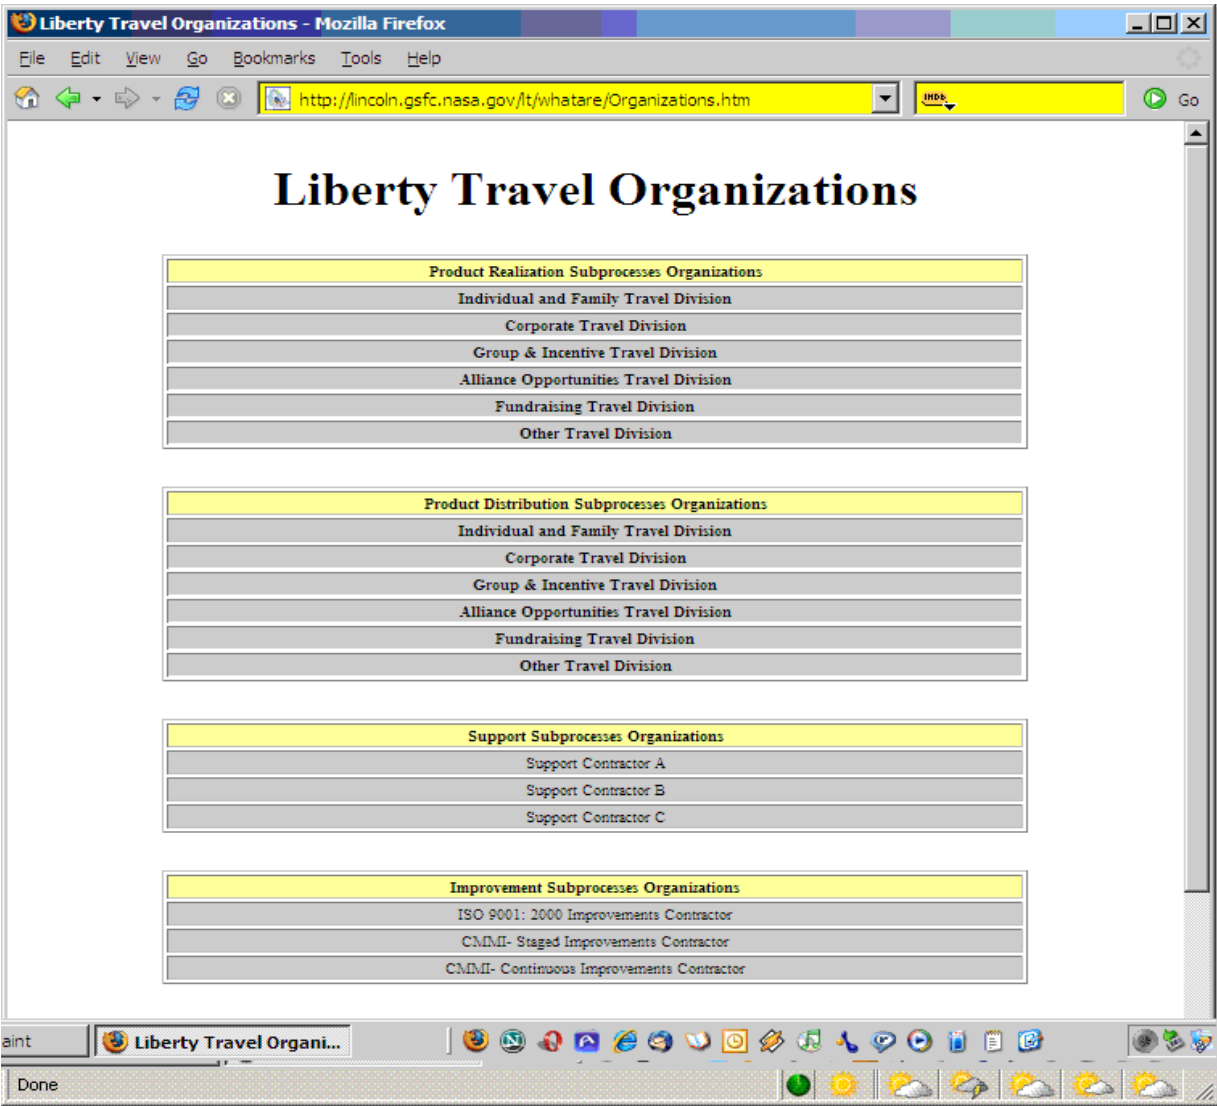 Liberty Travel Organizations - Mozilla Firefox
File Edit View Go Bookmarks Tools Help
http://lincoln.gsfc.nasa.gov/lt/whatare/Organizations.htm IMDb Go
Liberty Travel Organizations
Product Realization Subprocesses Organizations
Individual and Family Travel Division
Corporate Travel Division
Group & Incentive Travel Division
Alliance Opportunities Travel Division
Fundraising Travel Division
Other Travel Division
Product Distribution Subprocesses Organizations
Individual and Family Travel Division
Corporate Travel Division
Group & Incentive Travel Division
Alliance Opportunities Travel Division
Fundraising Travel Division
Other Travel Division
Support Subprocesses Organizations
Support Contractor A
Support Contractor B
Support Contractor C
Improvement Subprocesses Organizations
ISO 9001: 2000 Improvements Contractor
CMMI- Staged Improvements Contractor
CMMI- Continuous Improvements Contractor
aint Liberty Travel Organi...
Done